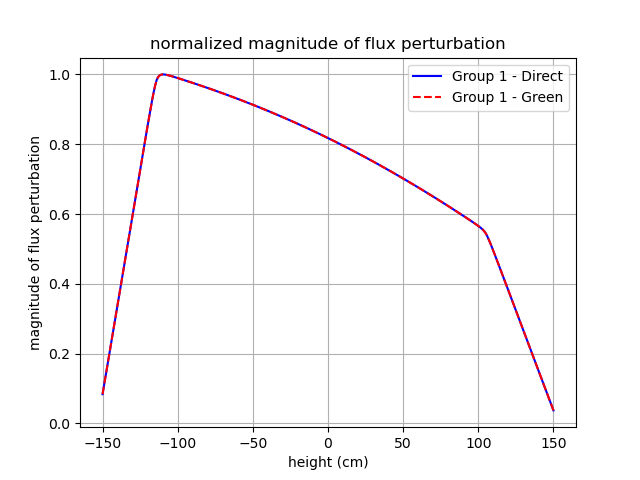 normalized magnitude of flux perturbation
Group 1 - Direct
Group 1 - Green
magnitude of flux perturbation
1.0
0.8
0.6
0.4
0.2
0.0
−150
−100
−50
0
50
100
150
height (cm)